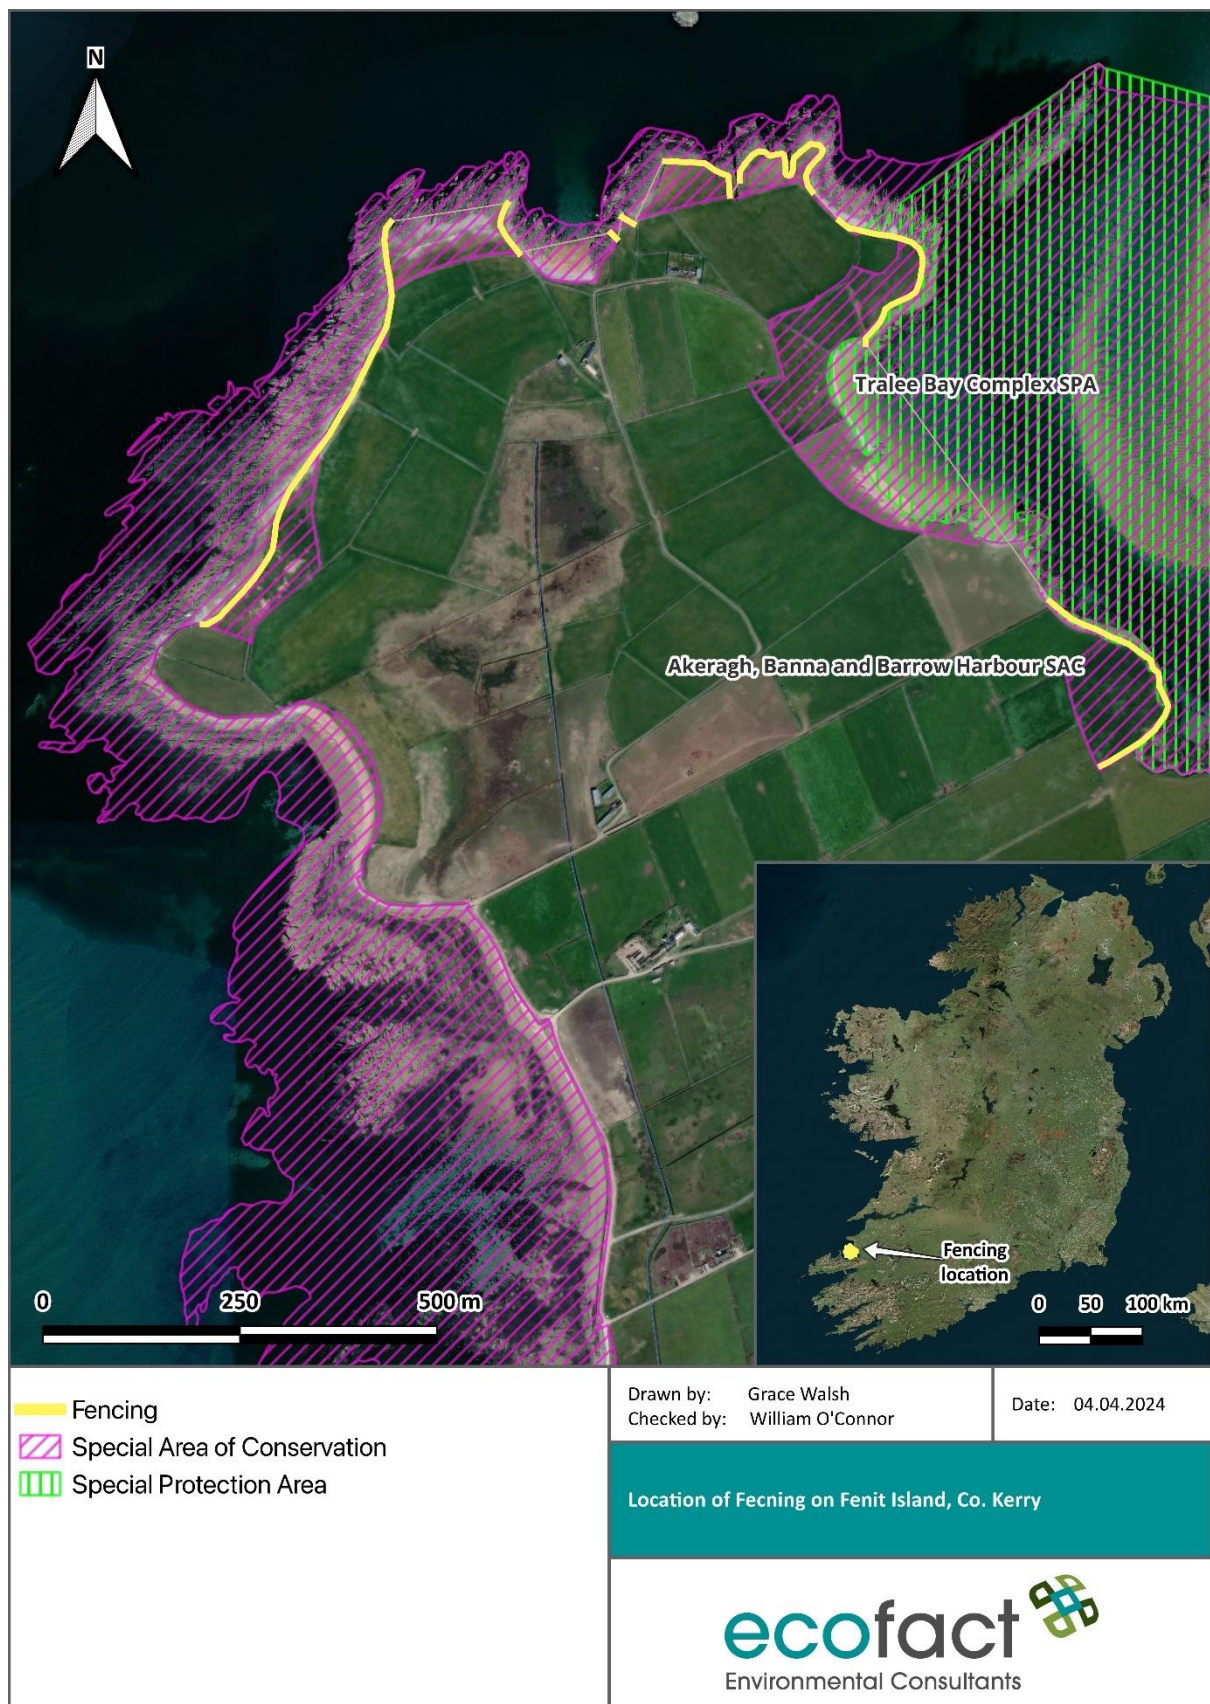 N
Tralee Bay Complex SPA
Akeragh, Banna and Barrow Harbour SAC
Fencing
location
0 50 100 km
0 250 500 m
Fencing
Special Area of Conservation
Special Protection Area
Drawn by: Grace Walsh
Checked by: William O'Connor
Date: 04.04.2024
Location of Fecning on Fenit Island, Co. Kerry
ecofact
Environmental Consultants